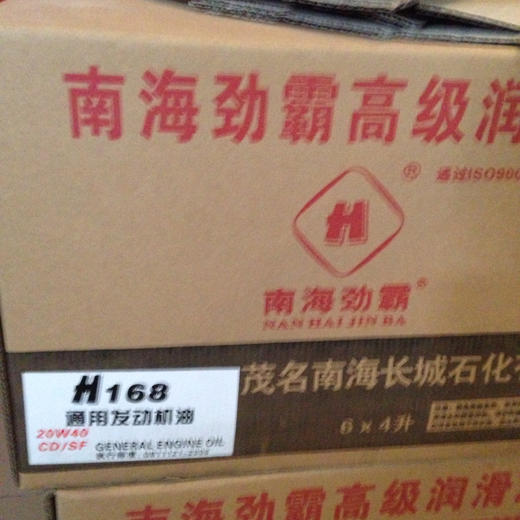 南海劲霸高级润
® 通过ISO900
H
南海劲霸®
NAN HAI JIN BA
茂名南海长城石化
6×4升
H168
通用发动机油
20W40
CD/SF GENERAL ENGINE OIL
南海劲霸高级润滑